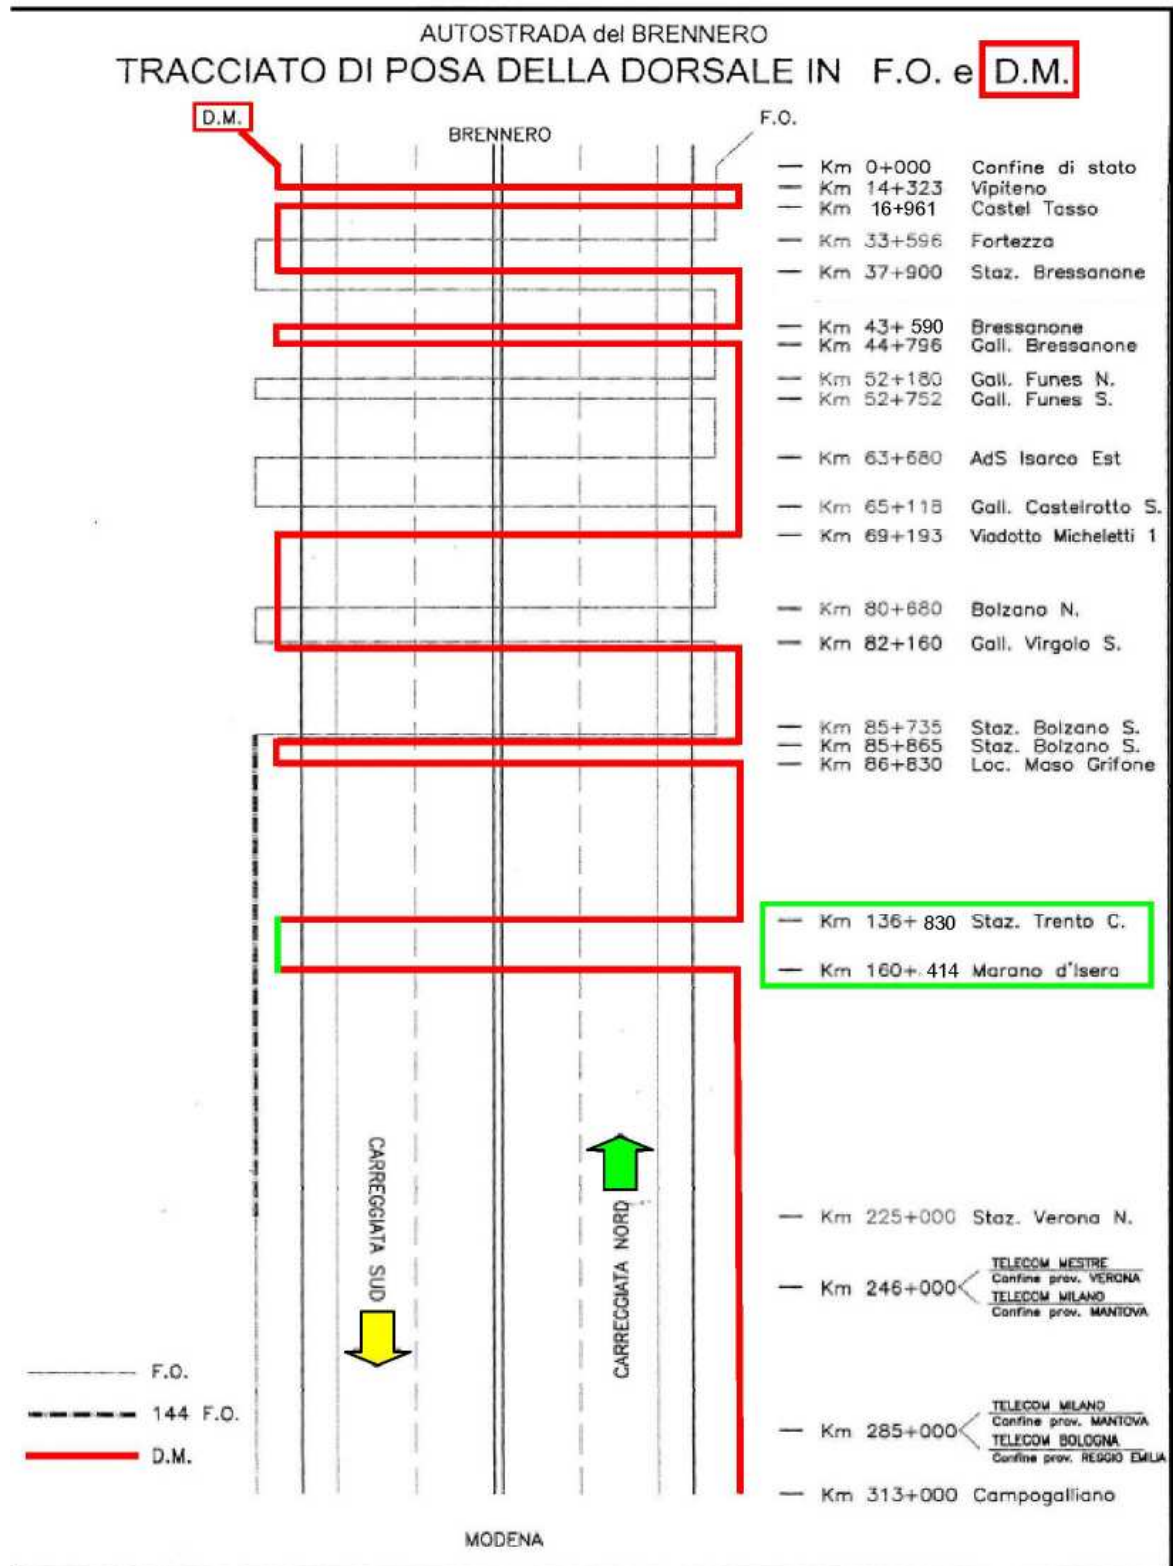 AUTOSTRADA del BRENNERO
TRACCIATO DI POSA DELLA DORSALE IN F.O. e D.M.
D.M.
BRENNERO
F.O.
Km 0+000 Confine di stato
Km 14+323 Vipiteno
Km 16+961 Castel Tasso
Km 33+596 Fortezza
Km 37+900 Staz. Bressanone
Km 43+590 Bressanone
Km 44+796 Gall. Bressanone
Km 52+180 Gall. Funes N.
Km 52+752 Gall. Funes S.
Km 63+680 AdS Isarco Est
Km 65+118 Gall. Castelrotto S.
Km 69+193 Viadotto Micheletti 1
Km 80+680 Bolzano N.
Km 82+160 Gall. Virgolo S.
Km 85+735 Staz. Bolzano S.
Km 85+865 Staz. Bolzano S.
Km 86+830 Loc. Maso Grifone
Km 136+830 Staz. Trento C.
Km 160+414 Marano d'Isera
CARREGGIATA SUD
CARREGGIATA NORD
Km 225+000 Staz. Verona N.
Km 246+000
TELECOM MESTRE
Confine prov. VERONA
TELECOM MILANO
Confine prov. MANTOVA
F.O.
144 F.O.
D.M.
Km 285+000
TELECOM MILANO
Confine prov. MANTOVA
TELECOM BOLOGNA
Confine prov. REGGIO EMILIA
Km 313+000 Campogalliano
MODENA